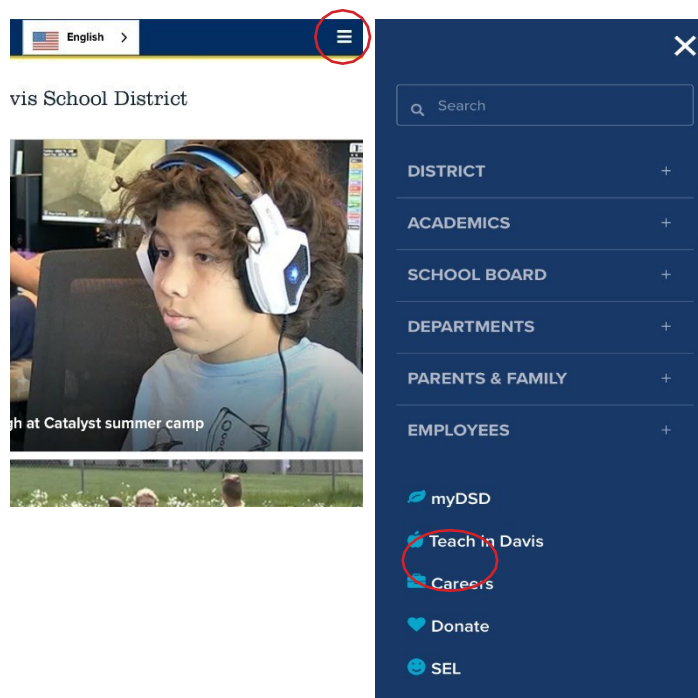 English
vis School District
gh at Catalyst summer camp
Search
DISTRICT
ACADEMICS
SCHOOL BOARD
DEPARTMENTS
PARENTS & FAMILY
EMPLOYEES
myDSD
Teach in Davis
Careers
Donate
SEL